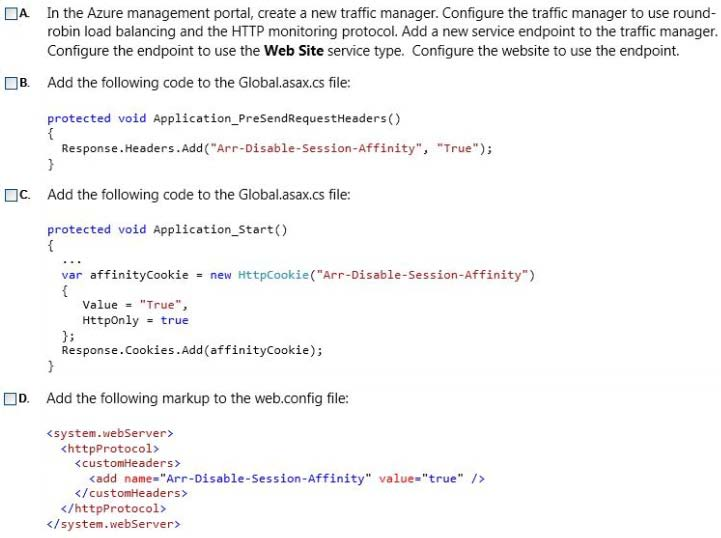 A. In the Azure management portal, create a new traffic manager. Configure the traffic manager to use round-
robin load balancing and the HTTP monitoring protocol. Add a new service endpoint to the traffic manager.
Configure the endpoint to use the Web Site service type. Configure the website to use the endpoint.
B. Add the following code to the Global.asax.cs file:
protected void Application_PreSendRequestHeaders()
{
Response.Headers.Add("Arr-Disable-Session-Affinity", "True");
}
C. Add the following code to the Global.asax.cs file:
protected void Application_Start()
{
...
var affinityCookie = new HttpCookie("Arr-Disable-Session-Affinity")
{
Value = "True",
HttpOnly = true
};
Response.Cookies.Add(affinityCookie);
}
D. Add the following markup to the web.config file:
<system.webServer>
<httpProtocol>
<customHeaders>
<add name="Arr-Disable-Session-Affinity" value="true" />
</customHeaders>
</httpProtocol>
</system.webServer>